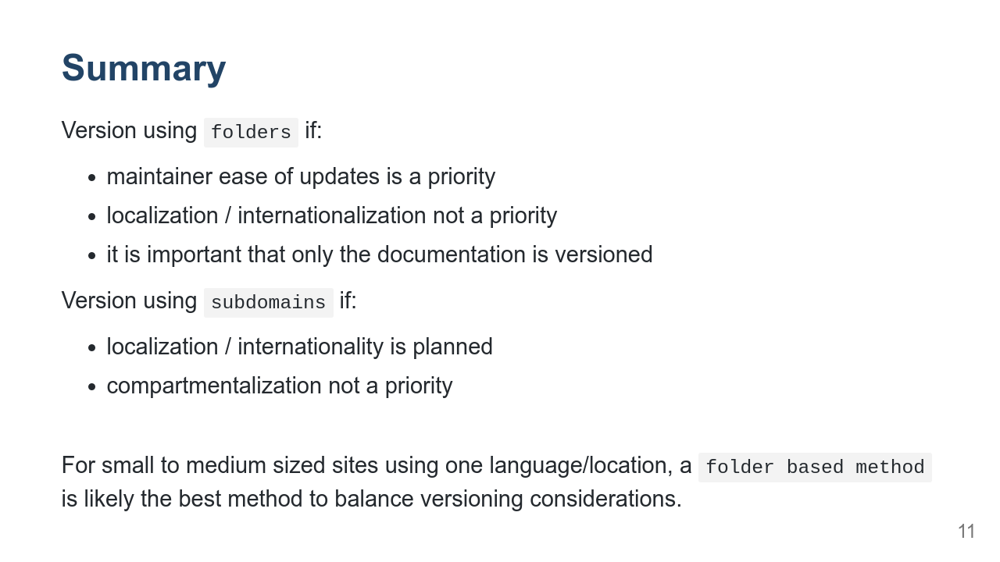 Summary
Version using folders if:
maintainer ease of updates is a priority
localization / internationalization not a priority
it is important that only the documentation is versioned
Version using subdomains if:
localization / internationality is planned
compartmentalization not a priority
For small to medium sized sites using one language/location, a folder based method
is likely the best method to balance versioning considerations.
11